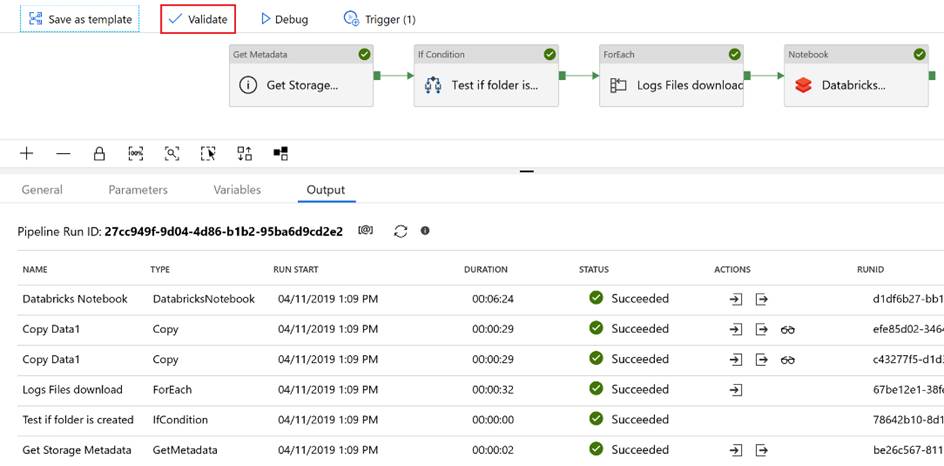 Save as template Validate Debug Trigger (1)
Get Metadata If Condition ForEach Notebook
Get Storage... Test if folder is... Logs Files download Databricks...
100%
General Parameters Variables Output
Pipeline Run ID: 27cc949f-9d04-4d86-b1b2-95ba6d9cd2e2 [@]
NAME TYPE RUN START DURATION STATUS ACTIONS RUNID
Databricks Notebook DatabricksNotebook 04/11/2019 1:09 PM 00:06:24 Succeeded d1df6b27-bb1
Copy Data1 Copy 04/11/2019 1:09 PM 00:00:29 Succeeded efe85d02-3464
Copy Data1 Copy 04/11/2019 1:09 PM 00:00:29 Succeeded c43277f5-d1d
Logs Files download ForEach 04/11/2019 1:09 PM 00:00:32 Succeeded 67be12e1-38f
Test if folder is created IfCondition 04/11/2019 1:09 PM 00:00:00 Succeeded 78642b10-8d1
Get Storage Metadata GetMetadata 04/11/2019 1:09 PM 00:00:02 Succeeded be26c567-811